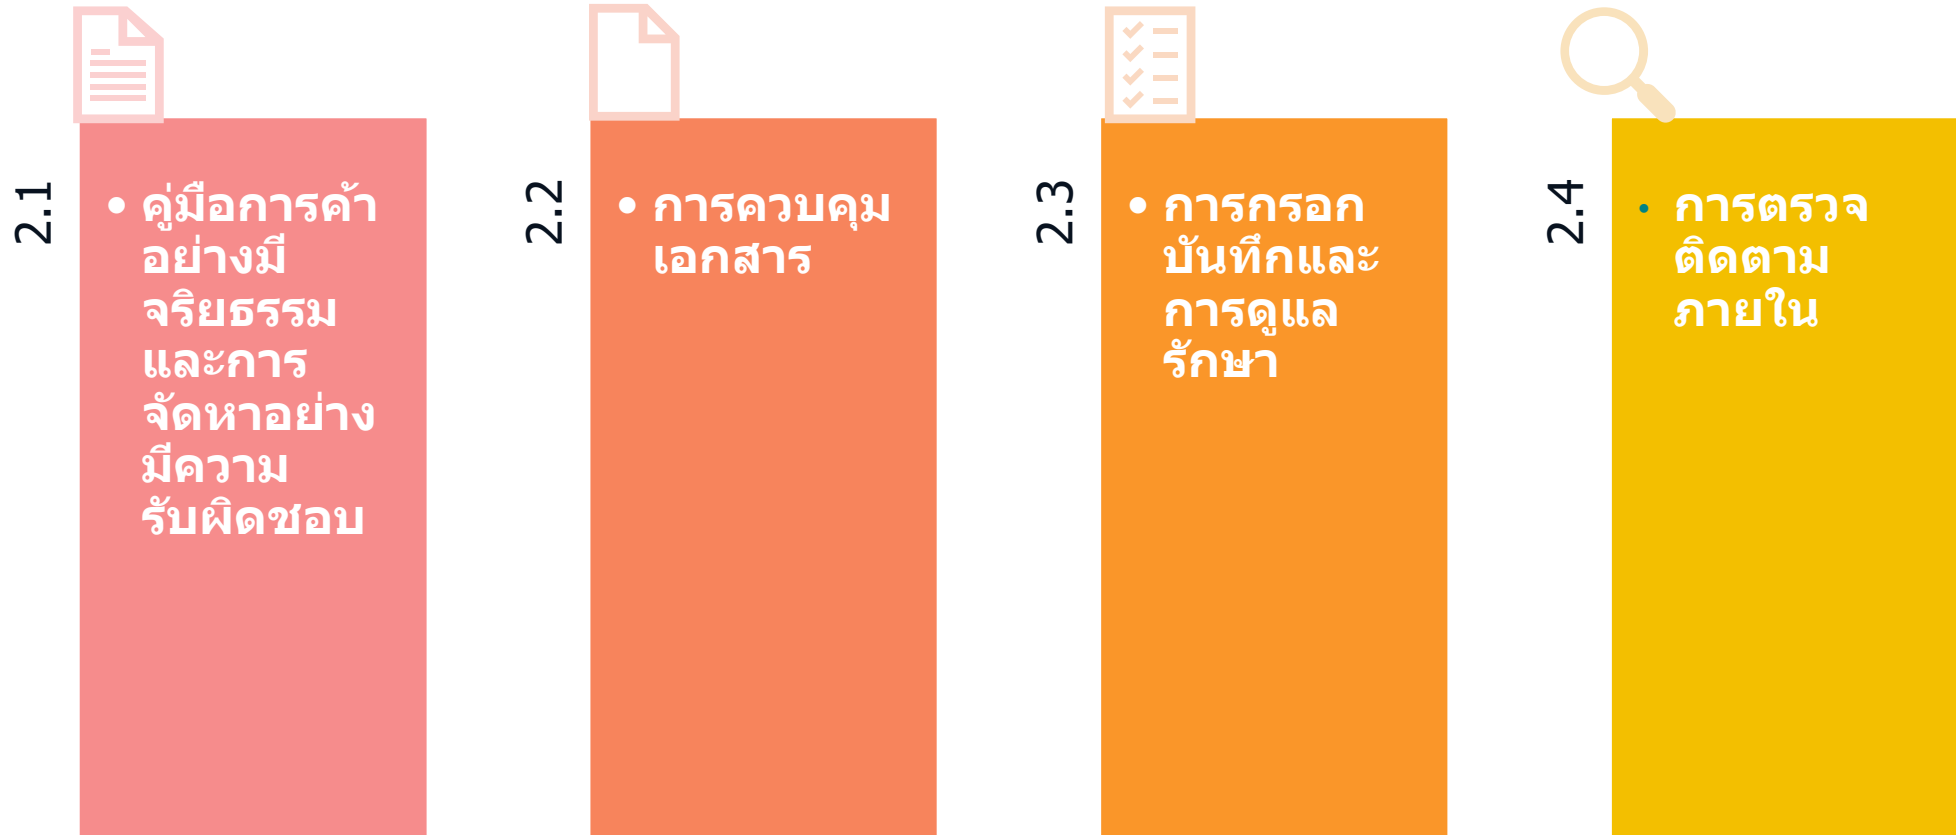 2.1
• คู่มือการค้า
อย่างมี
จริยธรรม
และการ
จัดหาอย่าง
มีความ
รับผิดชอบ
2.2
• การควบคุม
เอกสาร
2.3
• การกรอก
บันทึกและ
การดูแล
รักษา
2.4
• การตรวจ
ติดตาม
ภายใน